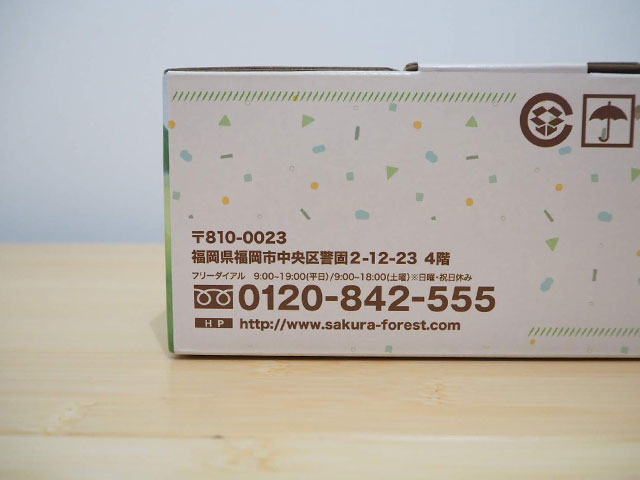 〒810-0023
福岡県福岡市中央区警固2-12-23 4階
フリーダイアル 9:00~19:00(平日)/9:00~18:00(土曜)※日曜・祝日休み
0120-842-555
HP http://www.sakura-forest.com